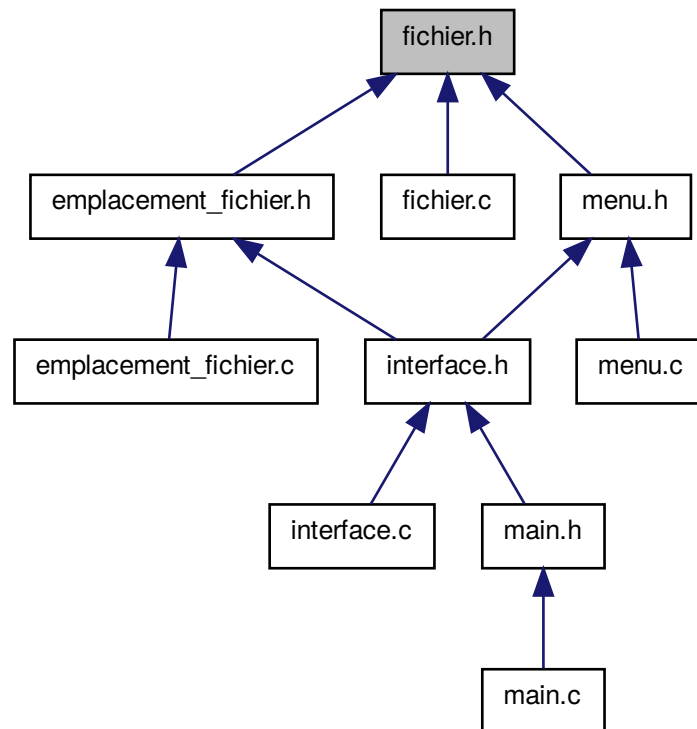 fichier.h
emplacement_fichier.h
fichier.c
menu.h
emplacement_fichier.c
interface.h
menu.c
interface.c
main.h
main.c